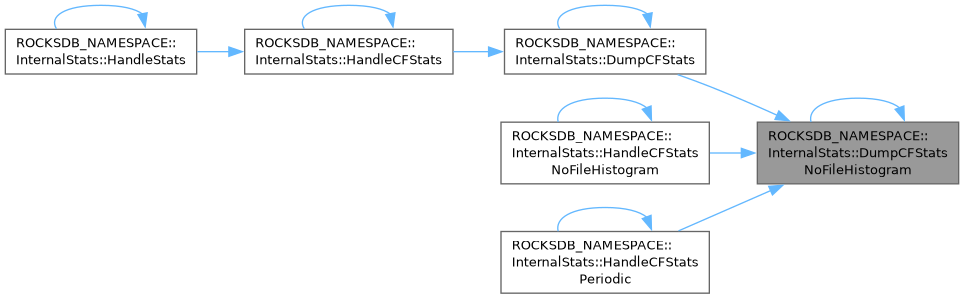 ROCKSDB_NAMESPACE::
InternalStats::HandleStats
ROCKSDB_NAMESPACE::
InternalStats::HandleCFStats
ROCKSDB_NAMESPACE::
InternalStats::DumpCFStats
ROCKSDB_NAMESPACE::
InternalStats::HandleCFStats
NoFileHistogram
ROCKSDB_NAMESPACE::
InternalStats::DumpCFStats
NoFileHistogram
ROCKSDB_NAMESPACE::
InternalStats::HandleCFStats
Periodic